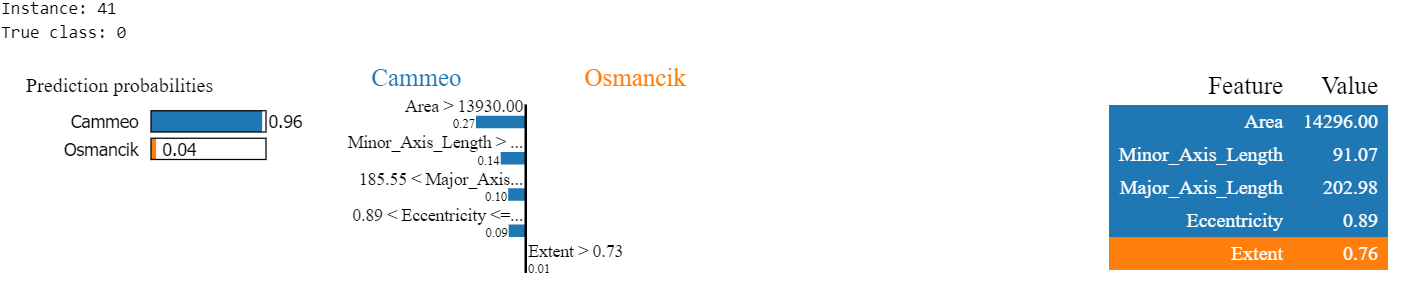 Instance: 41
True class: 0
Prediction probabilities
Cammeo 0.96
Osmancik 0.04
Cammeo Osmancik
Area > 13930.00
0.27
Minor_Axis_Length > ...
0.14
185.55 < Major_Axis...
0.10
0.89 < Eccentricity <=...
0.09
Extent > 0.73
0.01
Feature Value
Area 14296.00
Minor_Axis_Length 91.07
Major_Axis_Length 202.98
Eccentricity 0.89
Extent 0.76